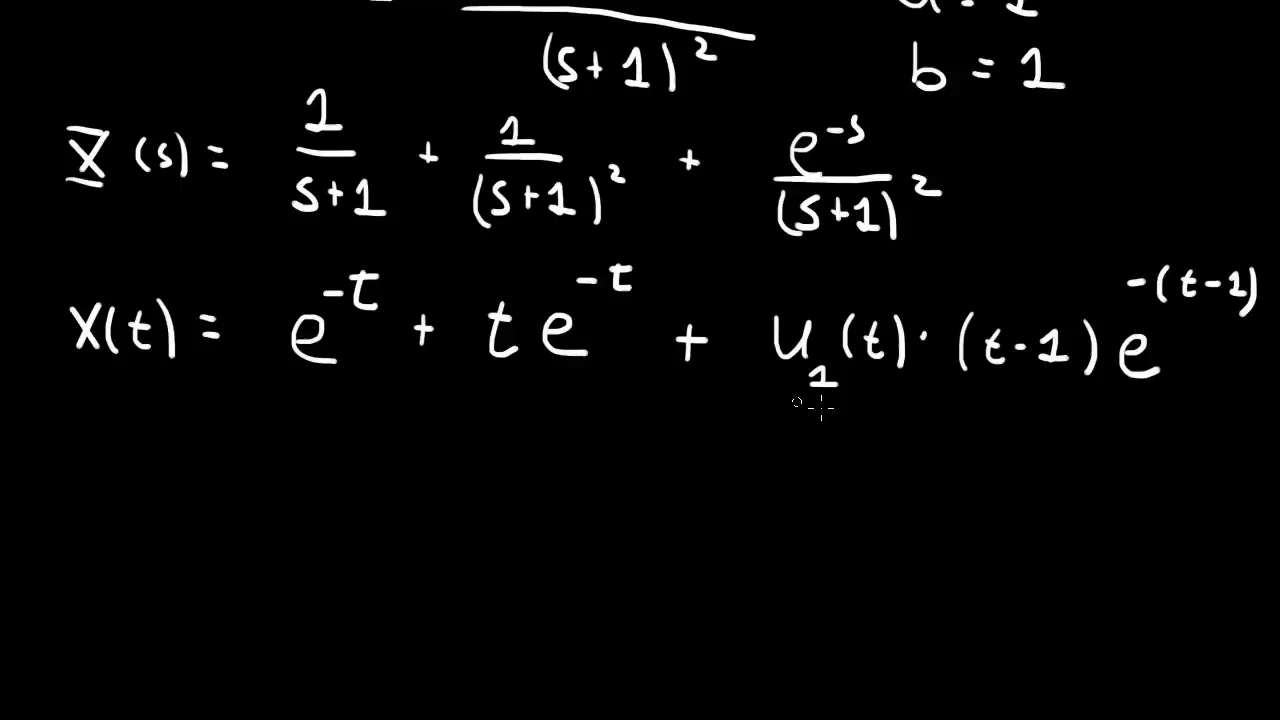 (s+1)²
b = 1
X(s) = 1/(s+1) + 1/(s+1)² + e^(-s)/(s+1)²
x(t) = e^(-t) + te^(-t) + u₁(t)·(t-1)e^(-(t-1))